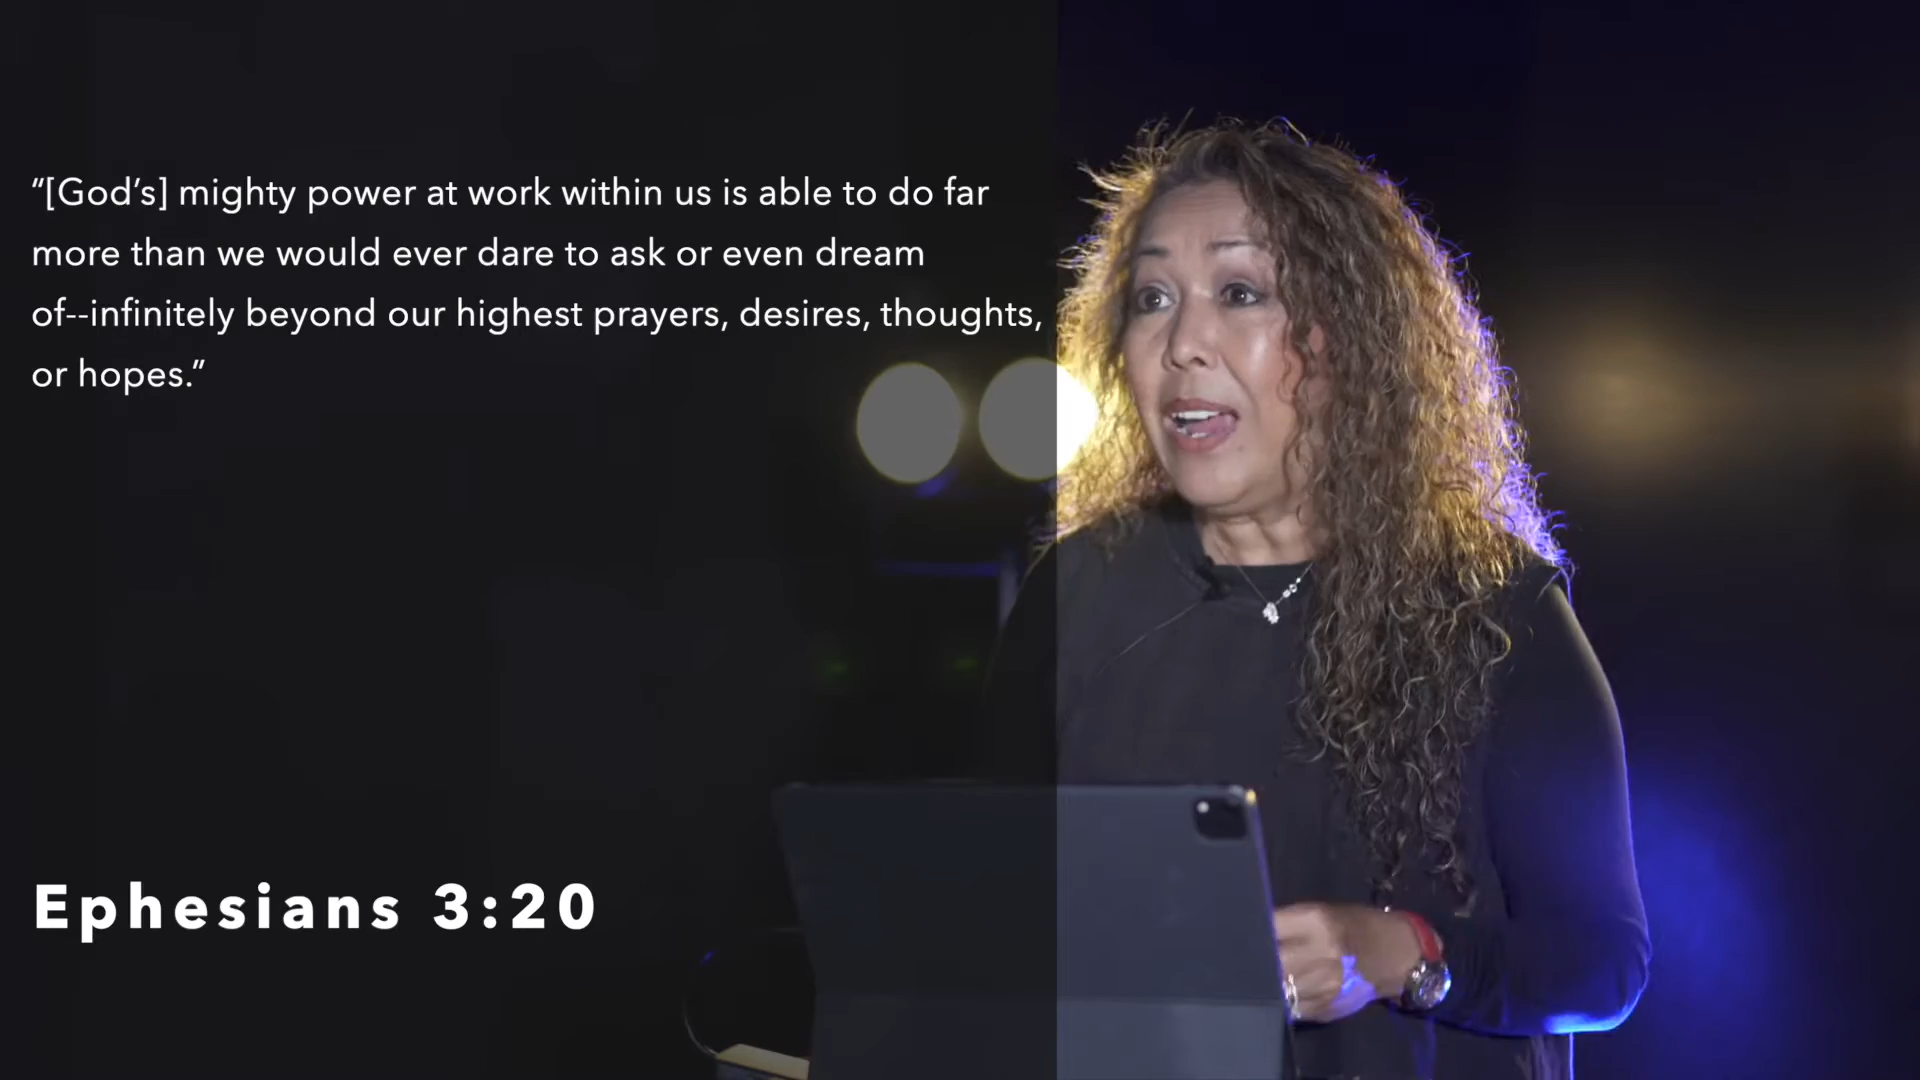 “[God’s] mighty power at work within us is able to do far
more than we would ever dare to ask or even dream
of--infinitely beyond our highest prayers, desires, thoughts,
or hopes.”
Ephesians 3:20